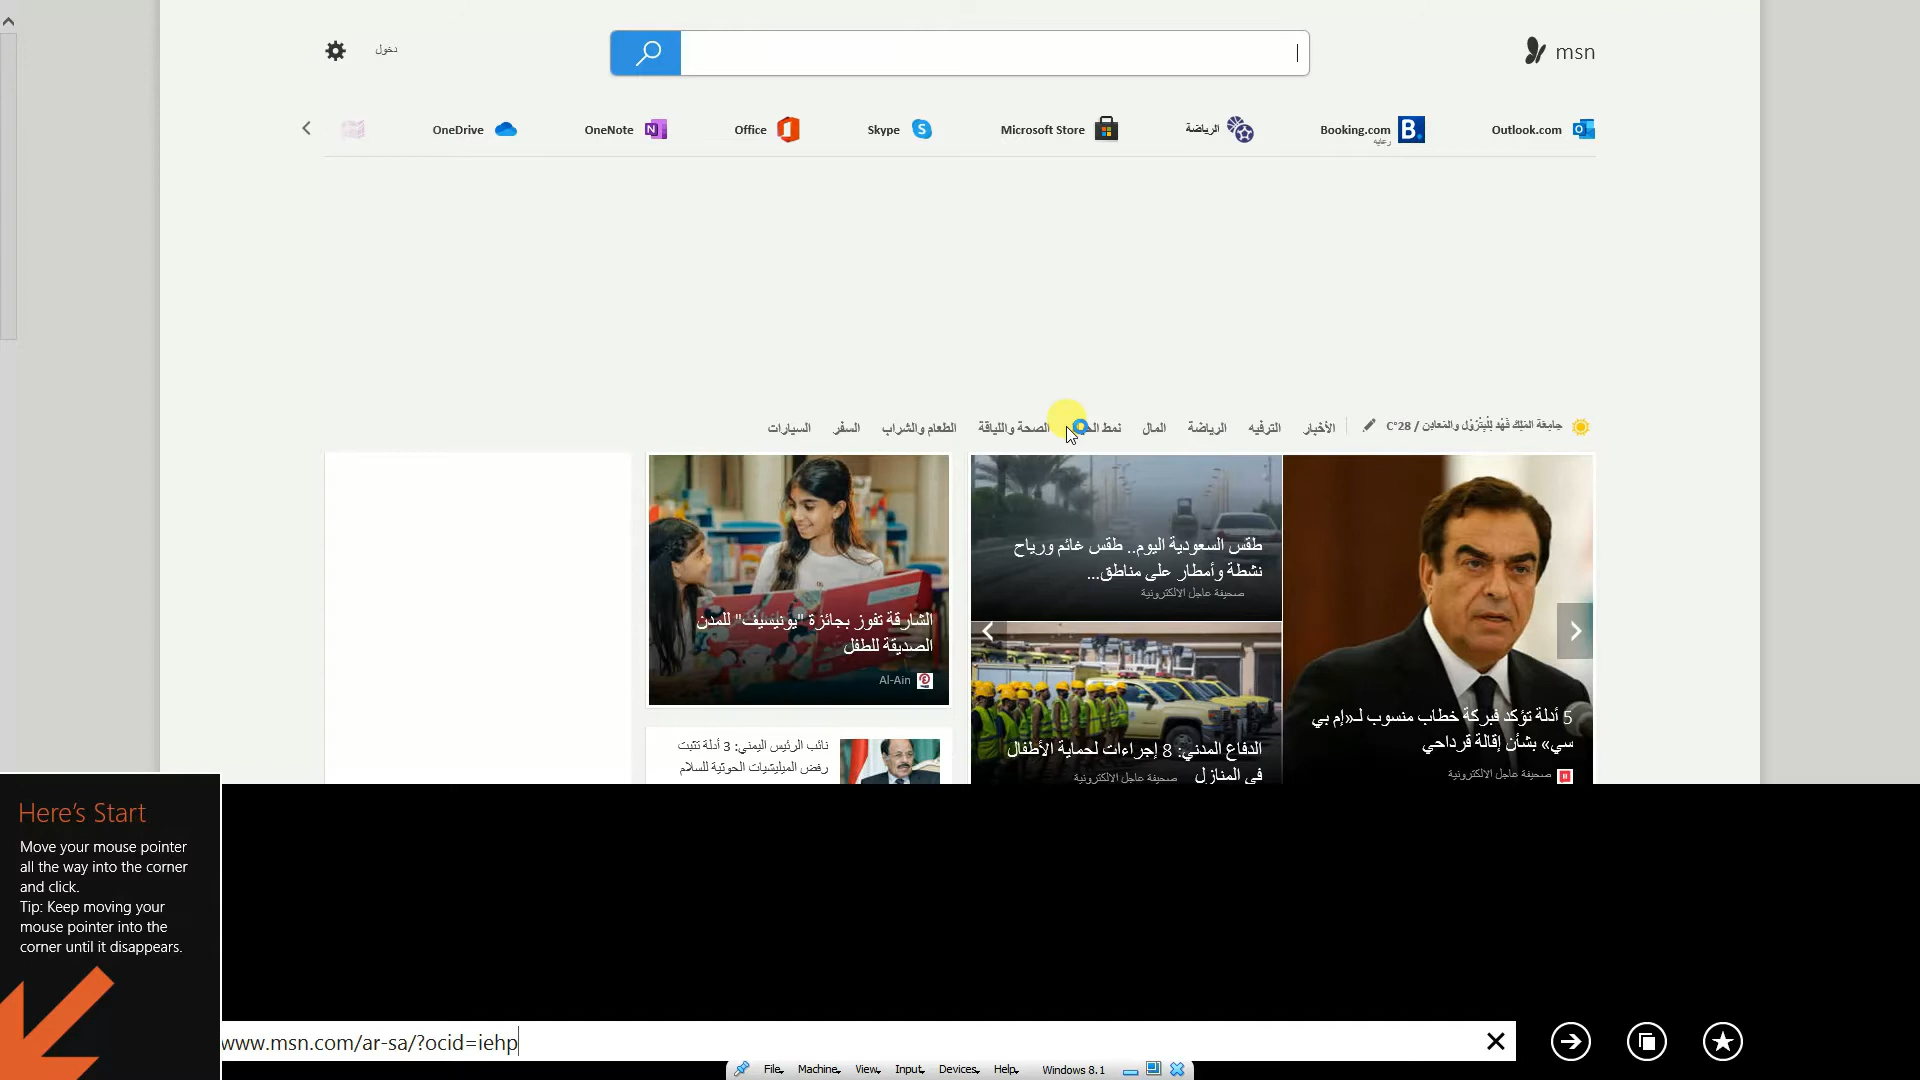 msn
دخول
Outlook.com
Booking.com
رعايه
الرياضة
Microsoft Store
Skype
Office
OneNote
OneDrive
جامعَة المَلِك فَهْد لِلْبِتْرُوْل والمَعادِن / 28°C
الأخبار
الترفيه
الرياضة
المال
الصحة واللياقة
الطعام والشراب
السفر
السيارات
5 أدلة تؤكد فبركة خطاب منسوب لـ«إم بي
سي» بشأن إقالة قرداحي
صحيفة عاجل الالكترونية
طقس السعودية اليوم.. طقس غائم ورياح
نشطة وأمطار على مناطق...
صحيفة عاجل الالكترونية
الدفاع المدني: 8 إجراءات لحماية الأطفال
في المنازل
صحيفة عاجل الالكترونية
الشارقة تفوز بجائزة "يونيسيف" للمدن
الصديقة للطفل
Al-Ain
نائب الرئيس اليمني: 3 أدلة تثبت
رفض الميليشيات الحوثية للسلام
Here's Start
Move your mouse pointer
all the way into the corner
and click.
Tip: Keep moving your
mouse pointer into the
corner until it disappears.
www.msn.com/ar-sa/?ocid=iehp
File
Machine
View
Input
Devices
Help
Windows 8.1